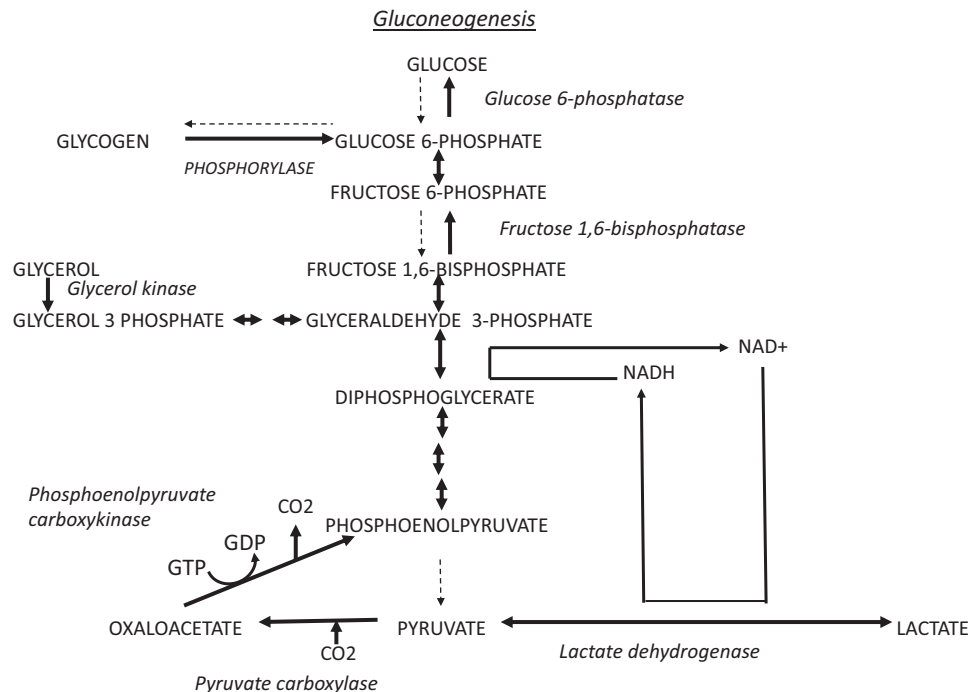 Gluconeogenesis
GLUCOSE
Glucose 6-phosphatase
GLYCOGEN
GLUCOSE 6-PHOSPHATE
PHOSPHORYLASE
FRUCTOSE 6-PHOSPHATE
Fructose 1,6-bisphosphatase
GLYCEROL
FRUCTOSE 1,6-BISPHOSPHATE
Glycerol kinase
GLYCEROL 3 PHOSPHATE
GLYCERALDEHYDE 3-PHOSPHATE
NAD+
NADH
DIPHOSPHOGLYCERATE
Phosphoenolpyruvate
carboxykinase
CO2
PHOSPHOENOLPYRUVATE
GDP
GTP
OXALOACETATE
PYRUVATE
LACTATE
CO2
Lactate dehydrogenase
Pyruvate carboxylase